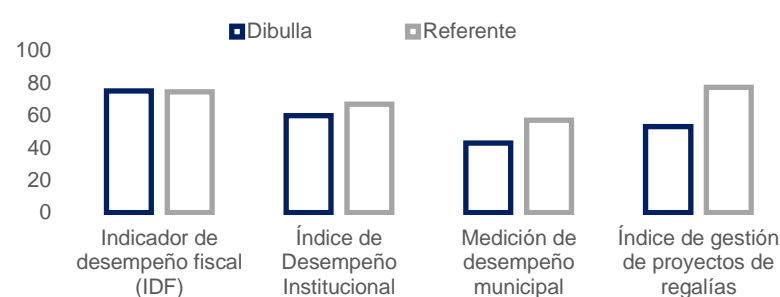 Dibulla
Referente
100
80
60
40
20
0
Indicador de
desempeño fiscal
(IDF)
Índice de
Desempeño
Institucional
Medición de
desempeño
municipal
Índice de gestión
de proyectos de
regalías